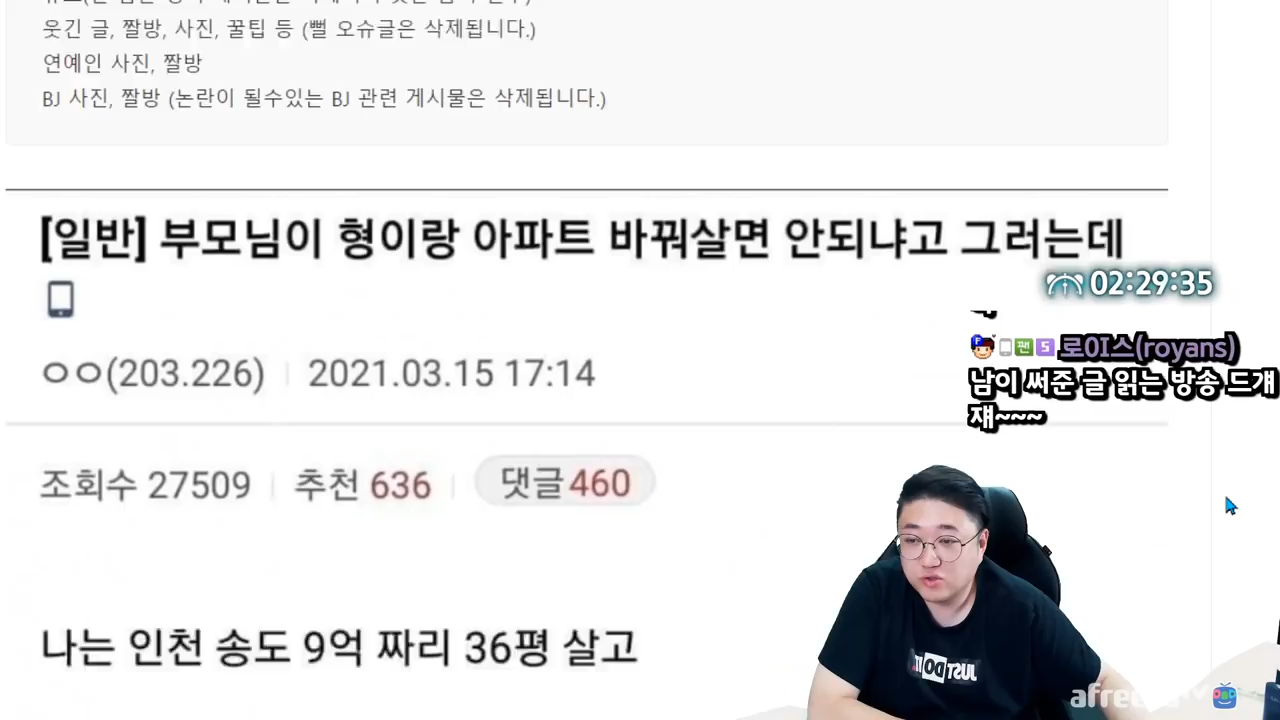 웃긴 글, 짤방, 사진, 꿀팁 등 (뻘 오슈글은 삭제됩니다.)
연예인 사진, 짤방
BJ 사진, 짤방 (논란이 될수있는 BJ 관련 게시물은 삭제됩니다.)
[일반] 부모님이 형이랑 아파트 바꿔살면 안되냐고 그러는데
02:29:35
로이스(royans)
남이 써준 글 읽는 방송 드걔
쟤~~~
ㅇㅇ(203.226) 2021.03.15 17:14
조회수 27509 추천 636 댓글 460
나는 인천 송도 9억 짜리 36평 살고
JUST DO IT